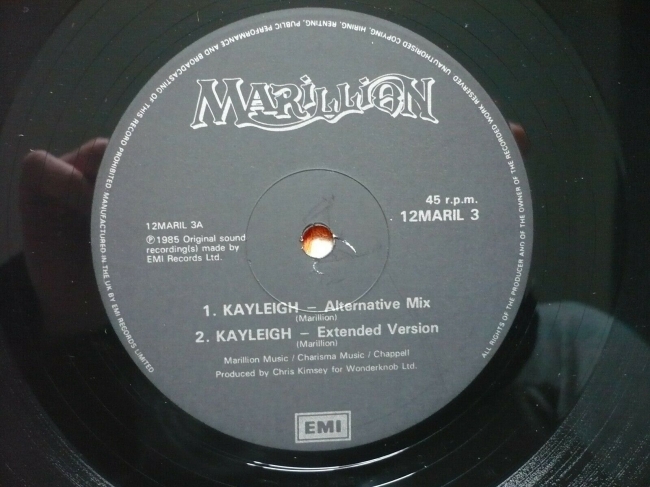 MARILLION
45 r.p.m.
12MARIL 3
12MARIL 3A
℗ 1985 Original sound
recording(s) made by
EMI Records Ltd.
1. KAYLEIGH – Alternative Mix
(Marillion)
2. KAYLEIGH – Extended Version
(Marillion)
Marillion Music / Charisma Music / Chappell
Produced by Chris Kimsey for Wonderknob Ltd.
EMI
ALL RIGHTS OF THE PRODUCER AND OF THE OWNER OF THE RECORDED WORK RESERVED UNAUTHORISED COPYING, HIRING, RENTING, PUBLIC PERFORMANCE AND BROADCASTING OF THIS RECORD PROHIBITED MANUFACTURED IN THE UK BY EMI RECORDS LIMITED